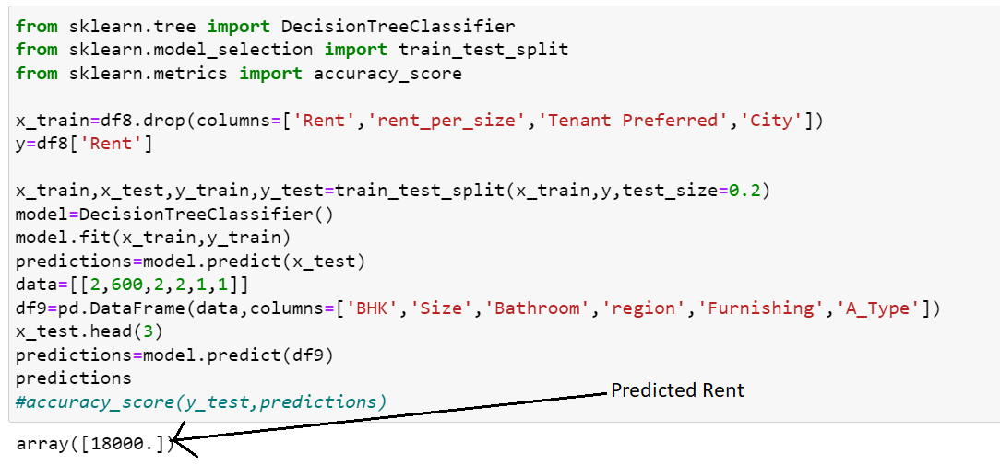 from sklearn.tree import DecisionTreeClassifier
from sklearn.model_selection import train_test_split
from sklearn.metrics import accuracy_score

x_train=df8.drop(columns=['Rent','rent_per_size','Tenant Preferred','City'])
y=df8['Rent']

x_train,x_test,y_train,y_test=train_test_split(x_train,y,test_size=0.2)
model=DecisionTreeClassifier()
model.fit(x_train,y_train)
predictions=model.predict(x_test)
data=[[2,600,2,2,1,1]]
df9=pd.DataFrame(data,columns=['BHK','Size','Bathroom','region','Furnishing','A_Type'])
x_test.head(3)
predictions=model.predict(df9)
predictions
#accuracy_score(y_test,predictions)
Predicted Rent
array([18000.])